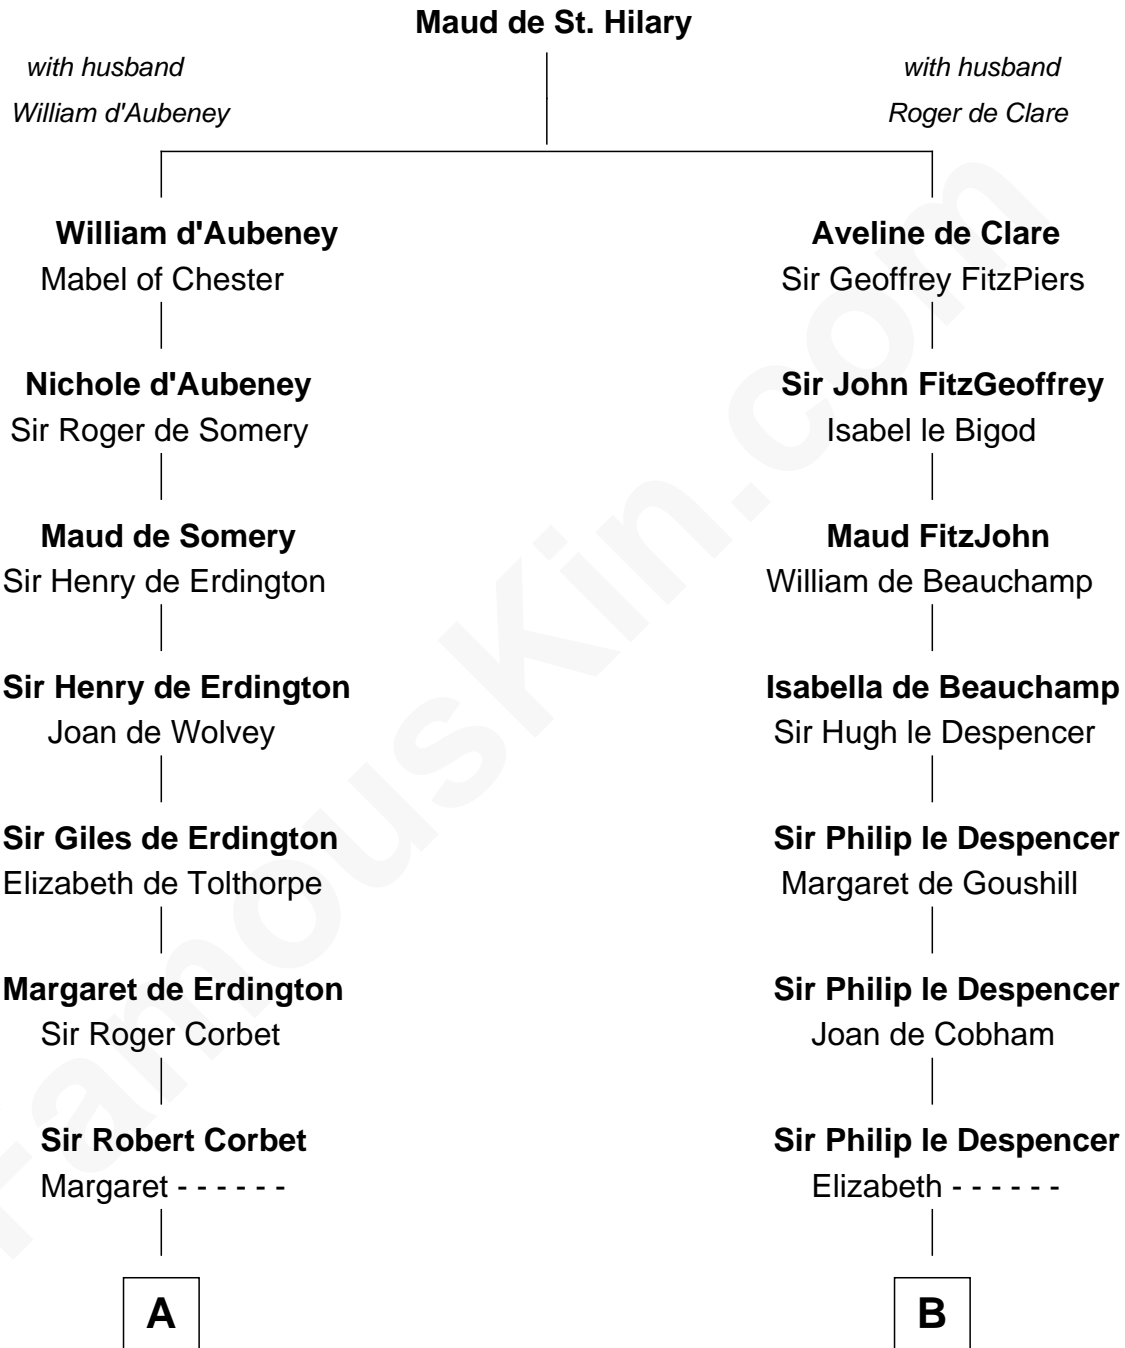 Maud de St. Hilary
with husband
William d'Aubeney
with husband
Roger de Clare
William d'Aubeney
Mabel of Chester
Nichole d'Aubeney
Sir Roger de Somery
Maud de Somery
Sir Henry de Erdington
Sir Henry de Erdington
Joan de Wolvey
Sir Giles de Erdington
Elizabeth de Tolthorpe
Margaret de Erdington
Sir Roger Corbet
Sir Robert Corbet
Margaret - - - - - -
A
Aveline de Clare
Sir Geoffrey FitzPiers
Sir John FitzGeoffrey
Isabel le Bigod
Maud FitzJohn
William de Beauchamp
Isabella de Beauchamp
Sir Hugh le Despencer
Sir Philip le Despencer
Margaret de Goushill
Sir Philip le Despencer
Joan de Cobham
Sir Philip le Despencer
Elizabeth - - - - - -
B
FamousKin.com